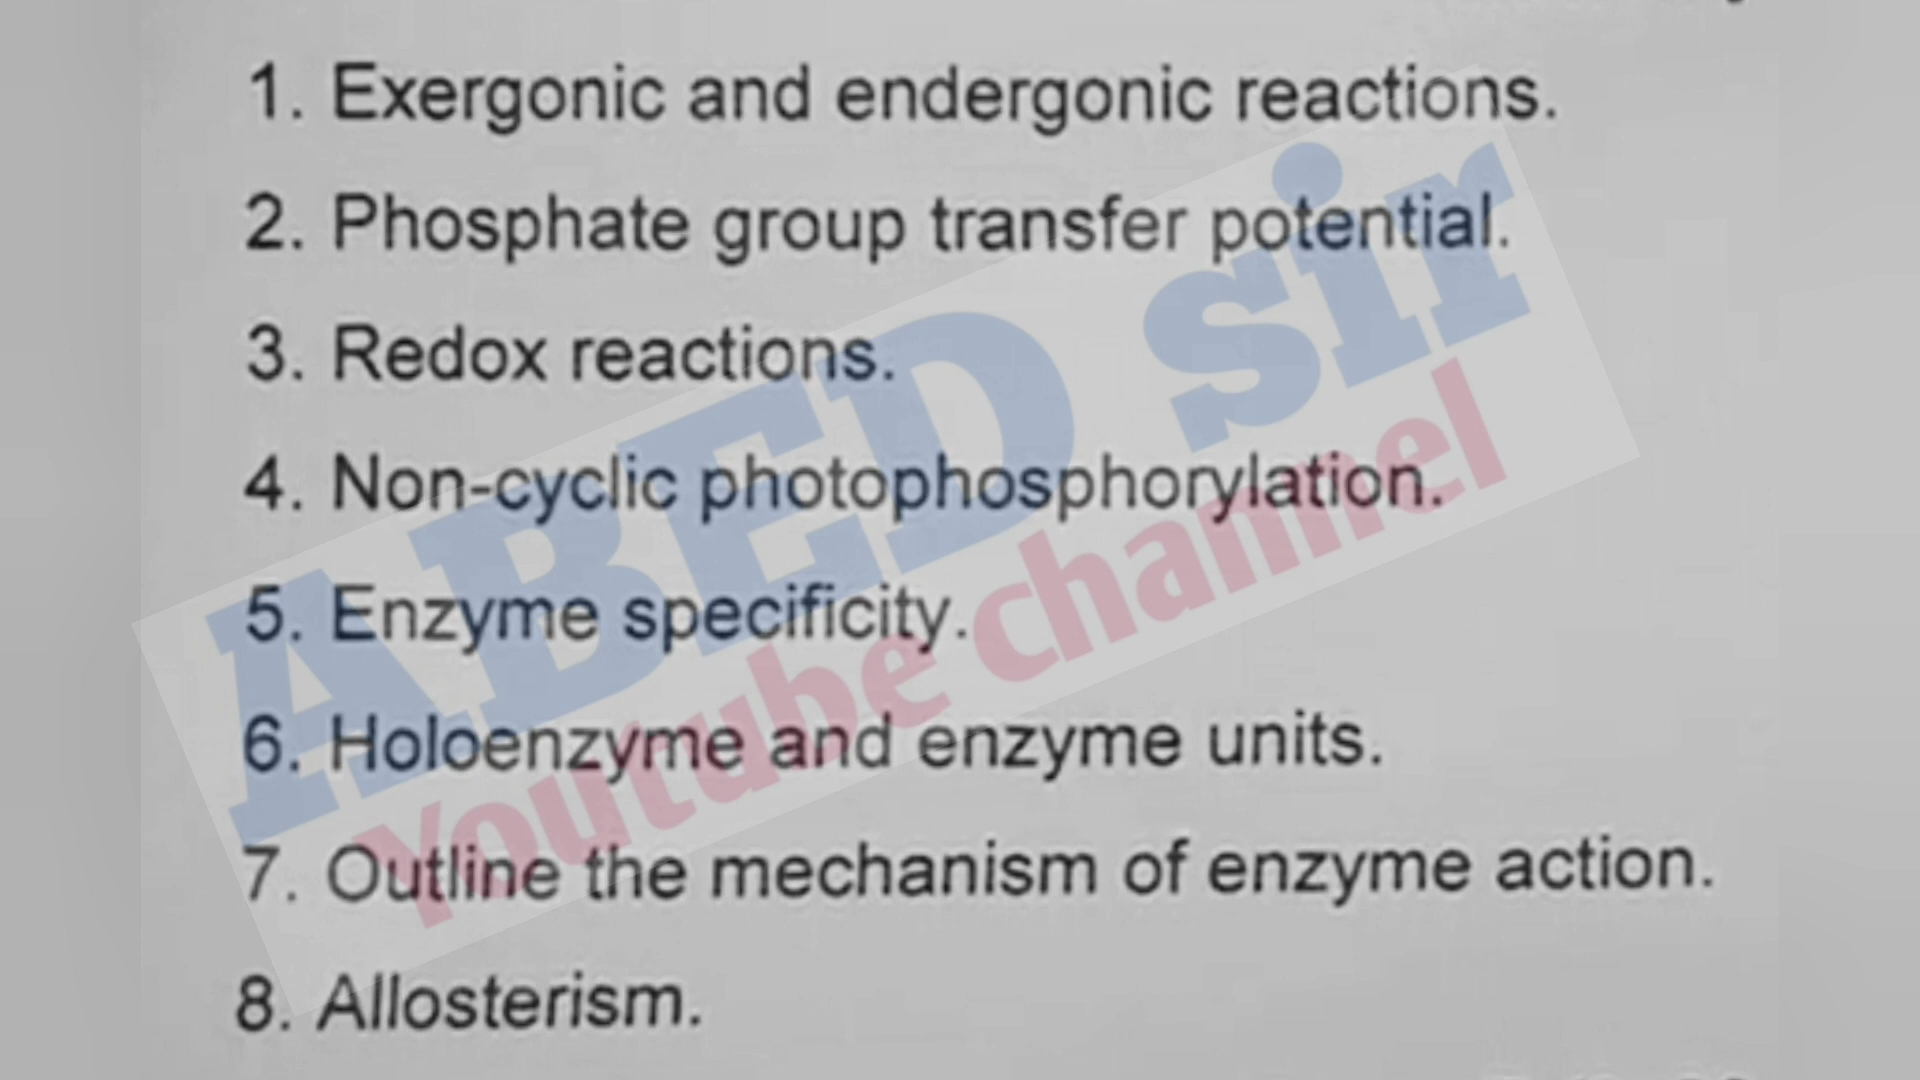 1. Exergonic and endergonic reactions.
2. Phosphate group transfer potential.
3. Redox reactions.
4. Non-cyclic photophosphorylation.
5. Enzyme specificity.
6. Holoenzyme and enzyme units.
7. Outline the mechanism of enzyme action.
8. Allosterism.
ABED sir
Youtube channel